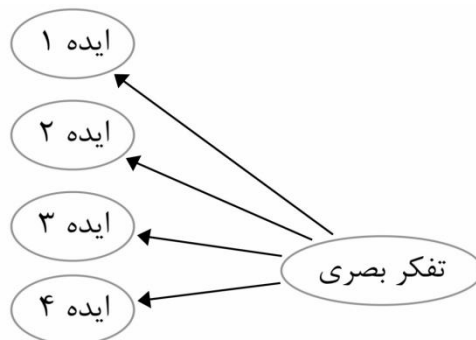 ایده ۱
ایده ۲
ایده ۳
ایده ۴
تفکر بصری